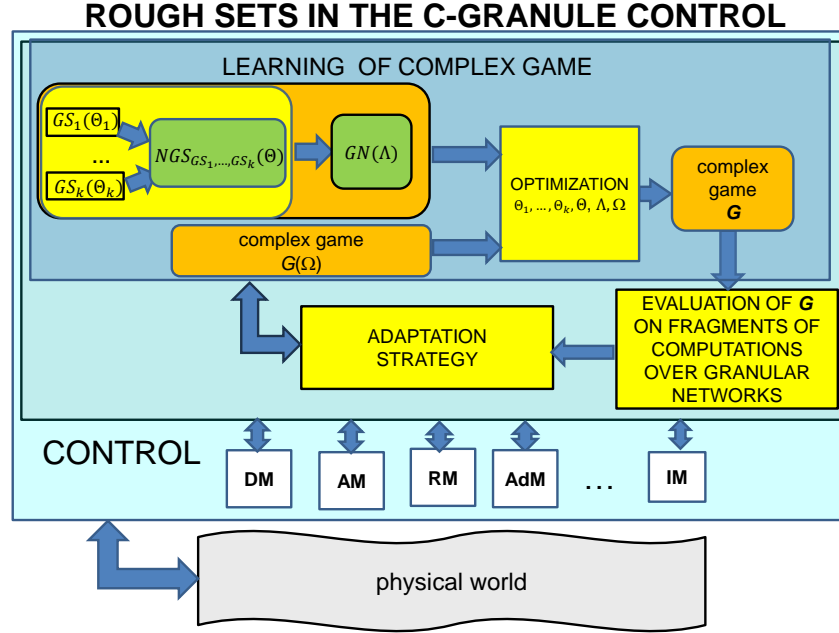 ROUGH SETS IN THE C-GRANULE CONTROL
LEARNING OF COMPLEX GAME
GS₁(Θ₁)
...
GSₖ(Θₖ)
NGS_{GS₁,...,GSₖ}(Θ)
GN(Λ)
complex game
G(Ω)
OPTIMIZATION
Θ₁, ..., Θₖ, Θ, Λ, Ω
complex
game
G
ADAPTATION
STRATEGY
EVALUATION OF G
ON FRAGMENTS OF
COMPUTATIONS
OVER GRANULAR
NETWORKS
CONTROL
DM
AM
RM
AdM
...
IM
physical world